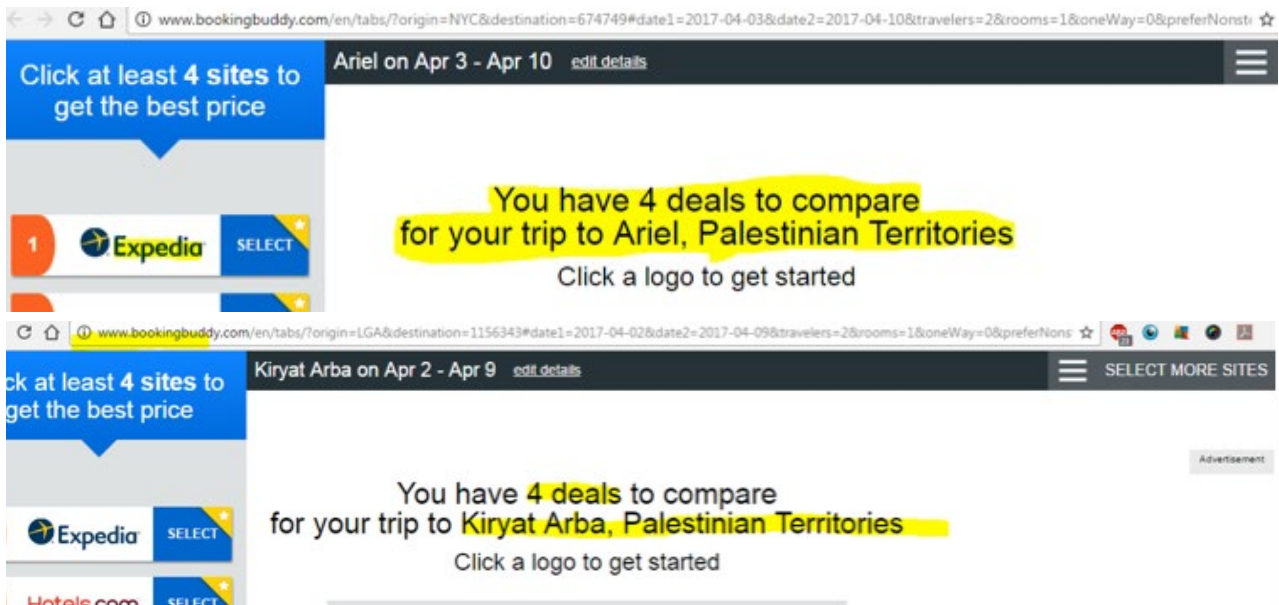 www.bookingbuddy.com/en/tabs/?origin=NYC&destination=674749#date1=2017-04-03&date2=2017-04-10&travelers=2&rooms=1&oneWay=0&preferNonst
Click at least 4 sites to
get the best price
Ariel on Apr 3 - Apr 10 edit details
You have 4 deals to compare
for your trip to Ariel, Palestinian Territories
Click a logo to get started
1 Expedia SELECT
www.bookingbuddy.com/en/tabs/?origin=LGA&destination=1156343#date1=2017-04-02&date2=2017-04-09&travelers=2&rooms=1&oneWay=0&preferNons
ck at least 4 sites to
get the best price
Kiryat Arba on Apr 2 - Apr 9 edit details
SELECT MORE SITES
Advertisement
You have 4 deals to compare
for your trip to Kiryat Arba, Palestinian Territories
Click a logo to get started
Expedia SELECT
Hotels.com SELECT